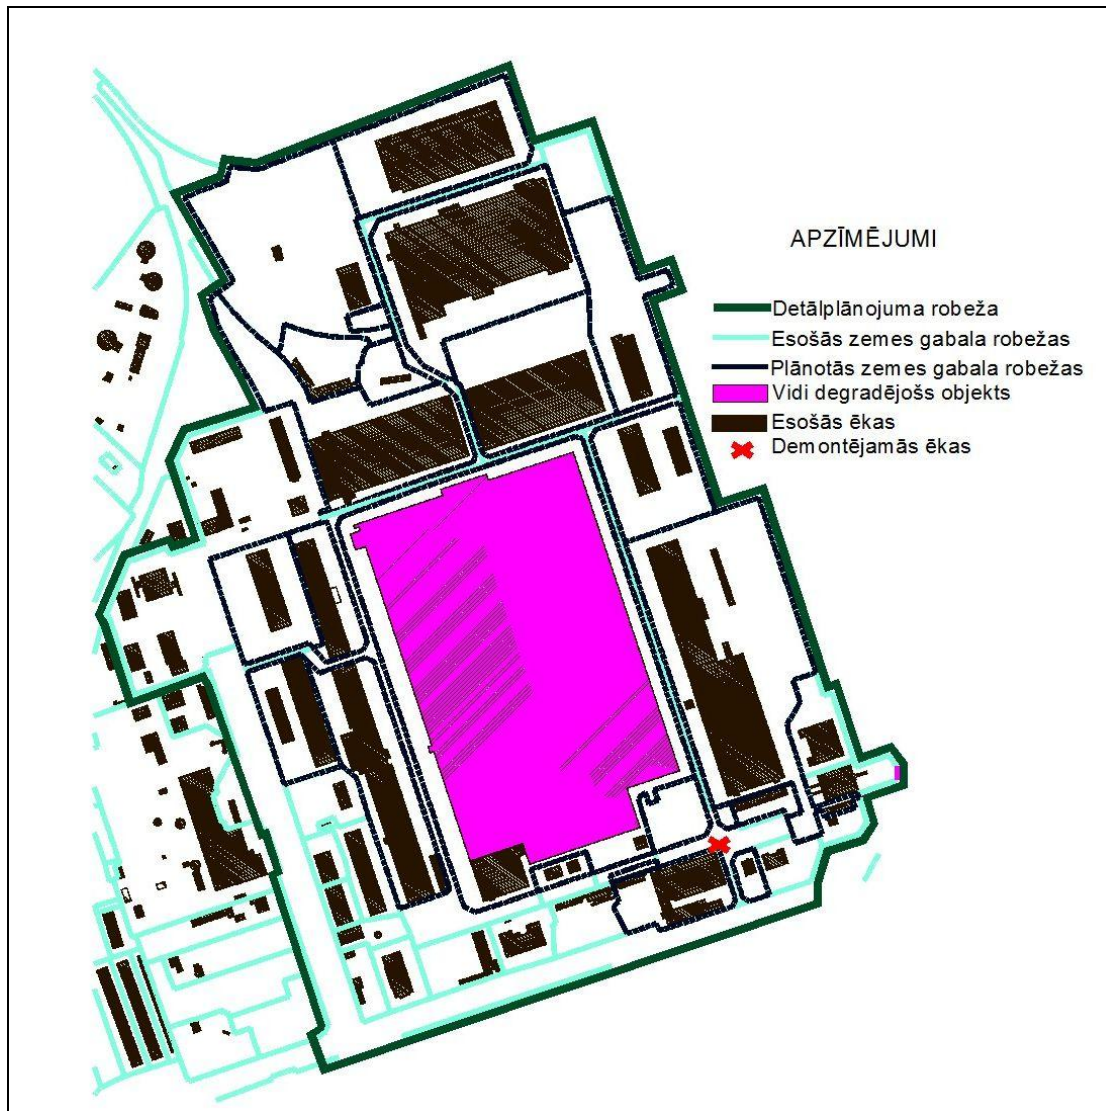 APZĪMĒJUMI
Detālplānojuma robeža
Esošās zemes gabala robežas
Plānotās zemes gabala robežas
Vidi degradējošs objekts
Esošās ēkas
Demontējamās ēkas